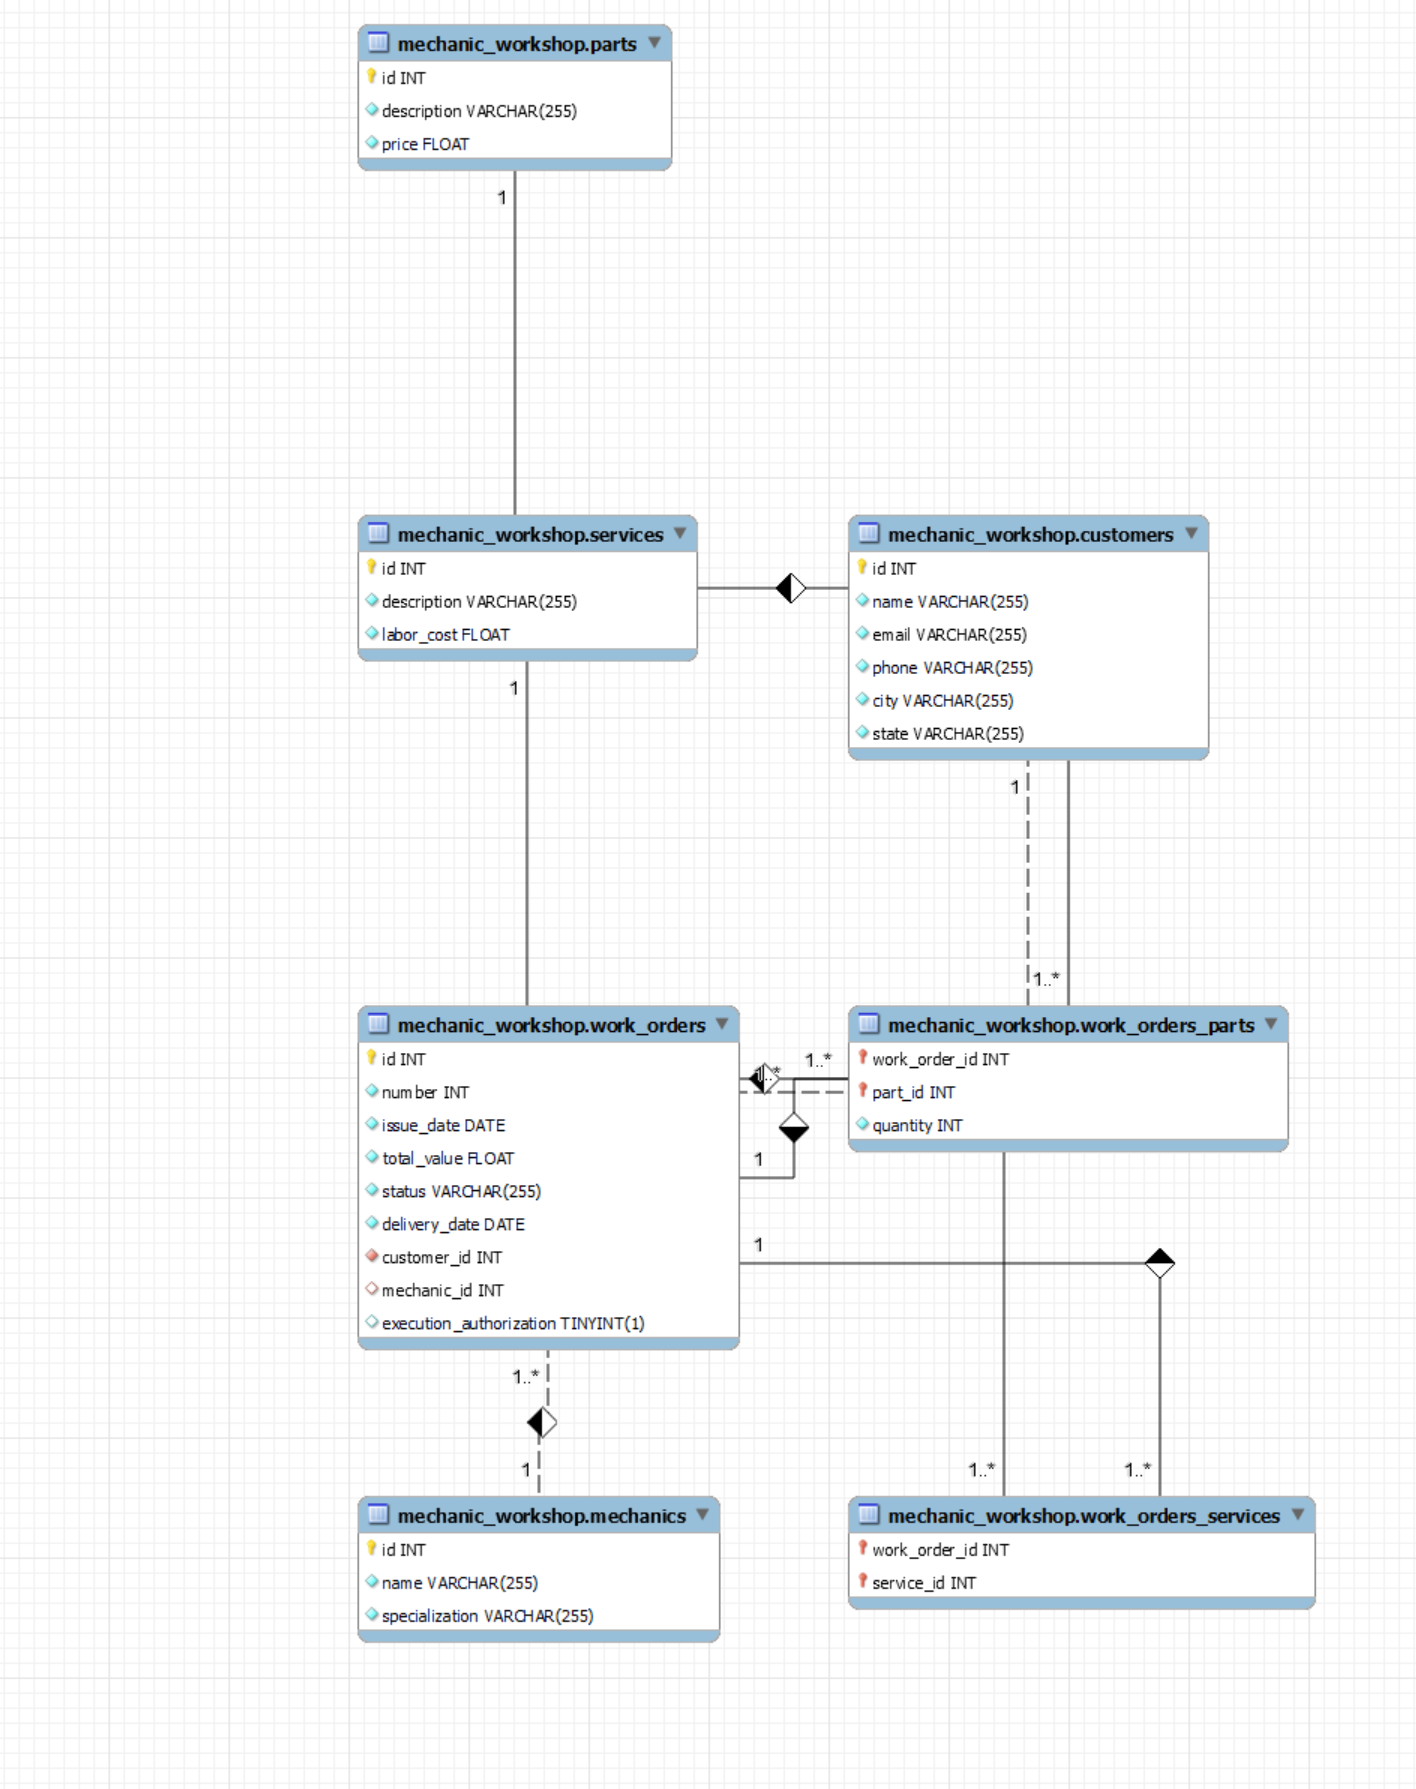 mechanic_workshop.parts
id INT
description VARCHAR(255)
price FLOAT
1
mechanic_workshop.services
id INT
description VARCHAR(255)
labor_cost FLOAT
1
mechanic_workshop.customers
id INT
name VARCHAR(255)
email VARCHAR(255)
phone VARCHAR(255)
city VARCHAR(255)
state VARCHAR(255)
1
1..*
mechanic_workshop.work_orders
id INT
number INT
issue_date DATE
total_value FLOAT
status VARCHAR(255)
delivery_date DATE
customer_id INT
mechanic_id INT
execution_authorization TINYINT(1)
1..*
1..*
1
1
mechanic_workshop.work_orders_parts
work_order_id INT
part_id INT
quantity INT
1..*
1
1..*
1..*
mechanic_workshop.mechanics
id INT
name VARCHAR(255)
specialization VARCHAR(255)
mechanic_workshop.work_orders_services
work_order_id INT
service_id INT